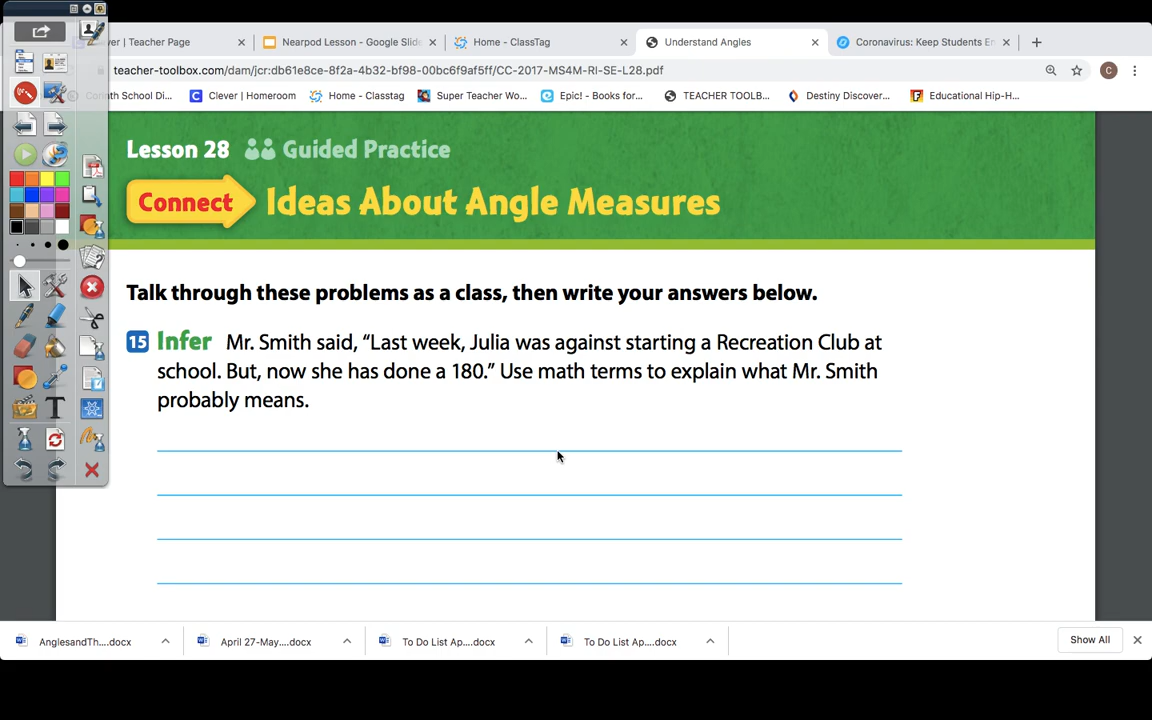 ver | Teacher Page
Nearpod Lesson - Google Slide
Home - ClassTag
Understand Angles
Coronavirus: Keep Students En
teacher-toolbox.com/dam/jcr:db61e8ce-8f2a-4b32-bf98-00bc6f9af5ff/CC-2017-MS4M-RI-SE-L28.pdf
C
inth School Di...
Clever | Homeroom
Home - Classtag
Super Teacher Wo...
Epic! - Books for...
TEACHER TOOLB...
Destiny Discover...
Educational Hip-H...
Lesson 28 Guided Practice
Connect Ideas About Angle Measures
Talk through these problems as a class, then write your answers below.
15 Infer Mr. Smith said, “Last week, Julia was against starting a Recreation Club at
school. But, now she has done a 180.” Use math terms to explain what Mr. Smith
probably means.
T
AnglesandTh....docx
April 27-May....docx
To Do List Ap....docx
To Do List Ap....docx
Show All